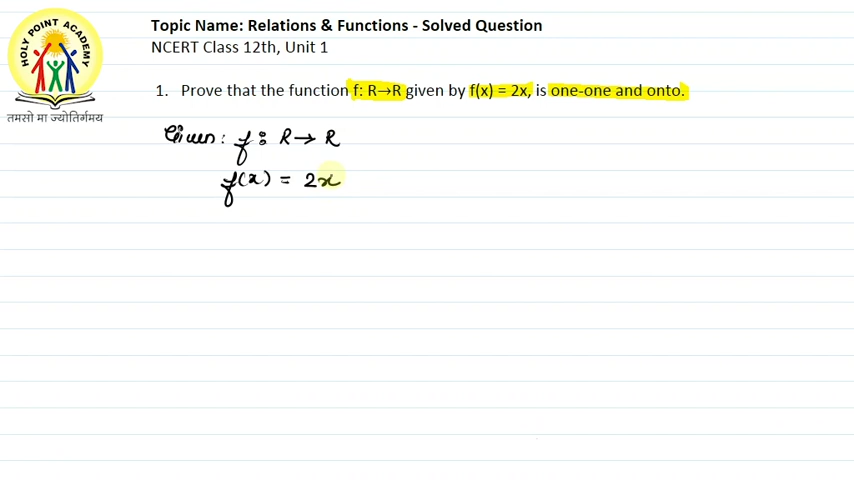 HOLY POINT ACADEMY
तमसो मा ज्योतिर्गमय
Topic Name: Relations & Functions - Solved Question
NCERT Class 12th, Unit 1
1. Prove that the function f: R→R given by f(x) = 2x, is one-one and onto.
Given: f : R → R
f(x) = 2x